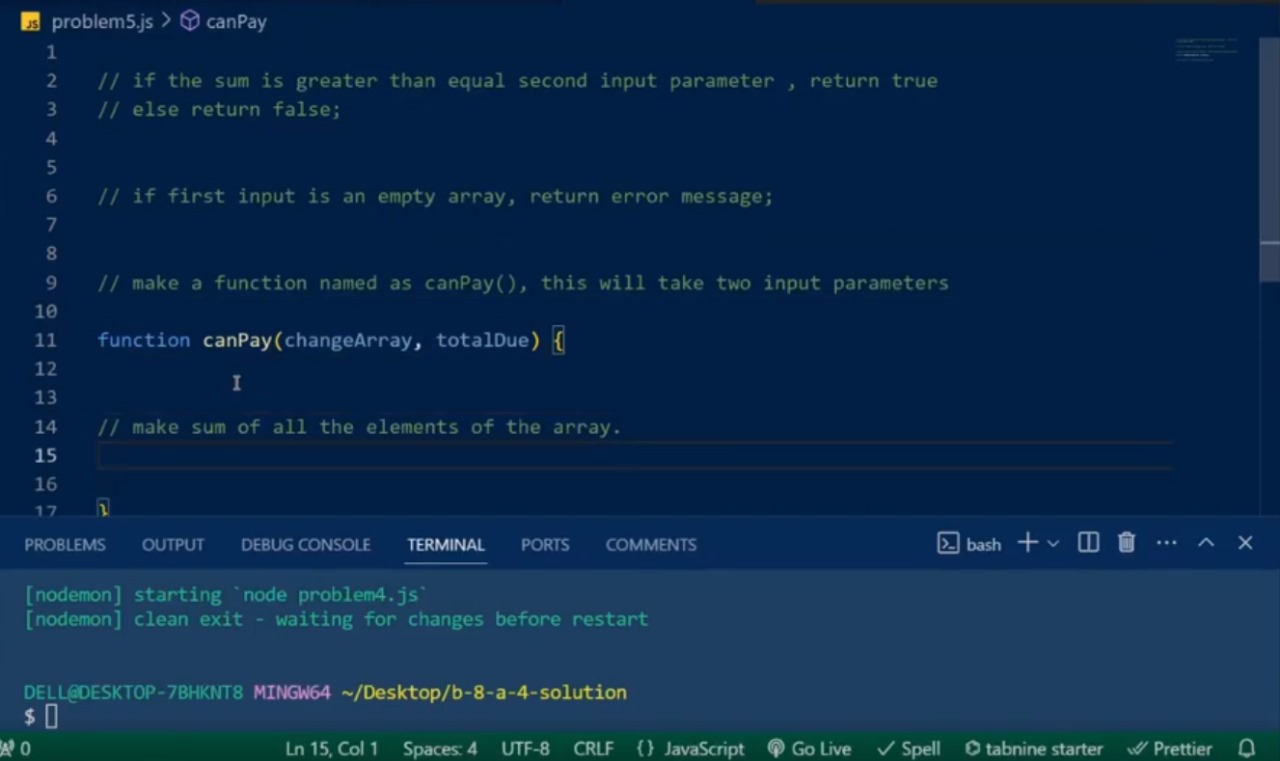 JS problem5.js > canPay
1
2 // if the sum is greater than equal second input parameter , return true
3 // else return false;
4
5
6 // if first input is an empty array, return error message;
7
8
9 // make a function named as canPay(), this will take two input parameters
10
11 function canPay(changeArray, totalDue) {
12
13
14 // make sum of all the elements of the array.
15
16
17 }
PROBLEMS OUTPUT DEBUG CONSOLE TERMINAL PORTS COMMENTS bash
[nodemon] starting `node problem4.js`
[nodemon] clean exit - waiting for changes before restart
DELL@DESKTOP-7BHKNT8 MINGW64 ~/Desktop/b-8-a-4-solution
$
0 Ln 15, Col 1 Spaces: 4 UTF-8 CRLF {} JavaScript Go Live Spell tabnine starter Prettier